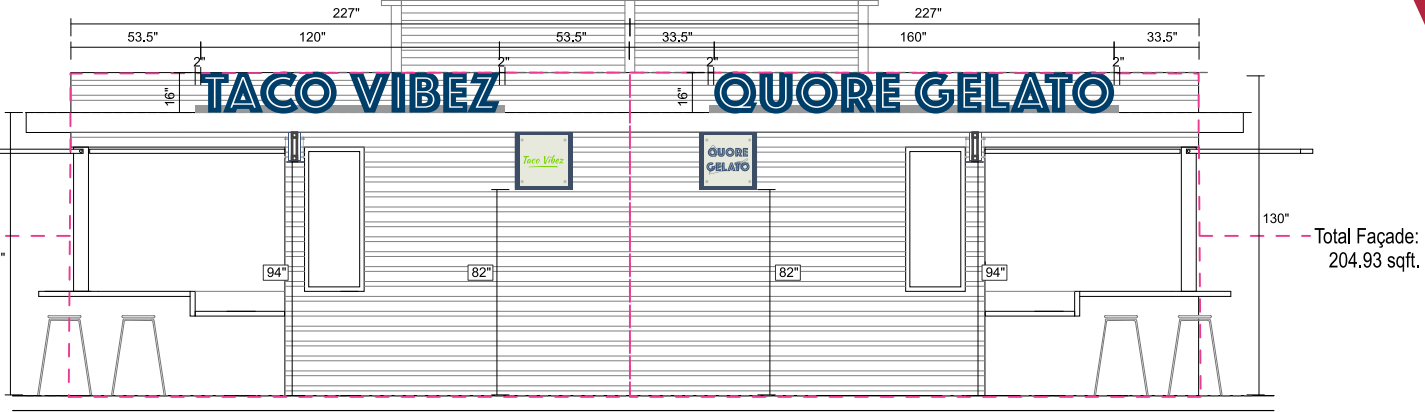 227" 227"
53.5" 120" 53.5" 33.5" 160" 33.5"
2" 2" 2" 2"
16" TACO VIBEZ 16" QUORE GELATO
Taco Vibez
QUORE
GELATO
130"
Total Façade:
204.93 sqft.
"
94" 82" 82" 94"